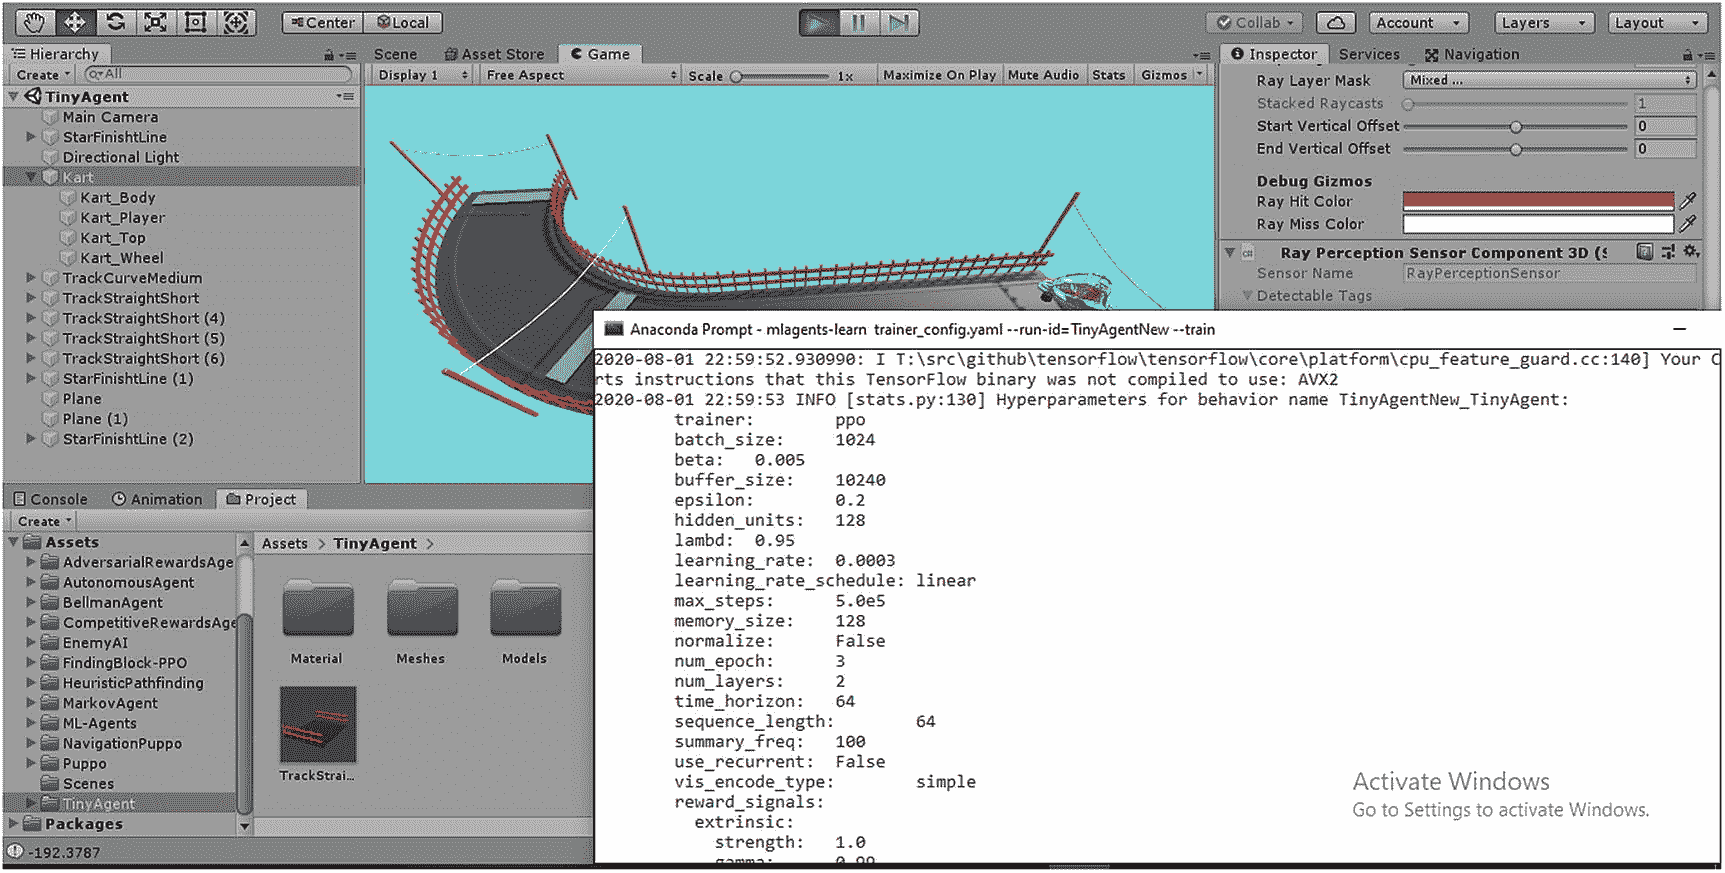 Center Local
Collab Account Layers Layout
Hierarchy
Create All
TinyAgent
Main Camera
StarFinishtLine
Directional Light
Kart
Kart_Body
Kart_Player
Kart_Top
Kart_Wheel
TrackCurveMedium
TrackStraightShort
TrackStraightShort (4)
TrackStraightShort (5)
TrackStraightShort (6)
StarFinishtLine (1)
Plane
Plane (1)
StarFinishtLine (2)
Scene Asset Store Game
Display 1 Free Aspect Scale 1x Maximize On Play Mute Audio Stats Gizmos
Inspector Services Navigation
Ray Layer Mask Mixed ...
Stacked Raycasts 1
Start Vertical Offset 0
End Vertical Offset 0
Debug Gizmos
Ray Hit Color
Ray Miss Color
Ray Perception Sensor Component 3D (S
Sensor Name RayPerceptionSensor
Detectable Tags
Console Animation Project
Create
Assets
AdversarialRewardsAge
AutonomousAgent
BellmanAgent
CompetitiveRewardsAge
EnemyAI
FindingBlock-PPO
HeuristicPathfinding
MarkovAgent
ML-Agents
NavigationPuppo
Puppo
Scenes
TinyAgent
Packages
-192.3787
Assets > TinyAgent >
Material Meshes Models
TrackStrai...
Anaconda Prompt - mlagents-learn trainer_config.yaml --run-id=TinyAgentNew --train
2020-08-01 22:59:52.930990: I T:\src\github\tensorflow\tensorflow\core\platform\cpu_feature_guard.cc:140] Your C
rts instructions that this TensorFlow binary was not compiled to use: AVX2
2020-08-01 22:59:53 INFO [stats.py:130] Hyperparameters for behavior name TinyAgentNew_TinyAgent:
trainer: ppo
batch_size: 1024
beta: 0.005
buffer_size: 10240
epsilon: 0.2
hidden_units: 128
lambd: 0.95
learning_rate: 0.0003
learning_rate_schedule: linear
max_steps: 5.0e5
memory_size: 128
normalize: False
num_epoch: 3
num_layers: 2
time_horizon: 64
sequence_length: 64
summary_freq: 100
use_recurrent: False
vis_encode_type: simple
reward_signals:
extrinsic:
strength: 1.0
gamma: 0.99
Activate Windows
Go to Settings to activate Windows.